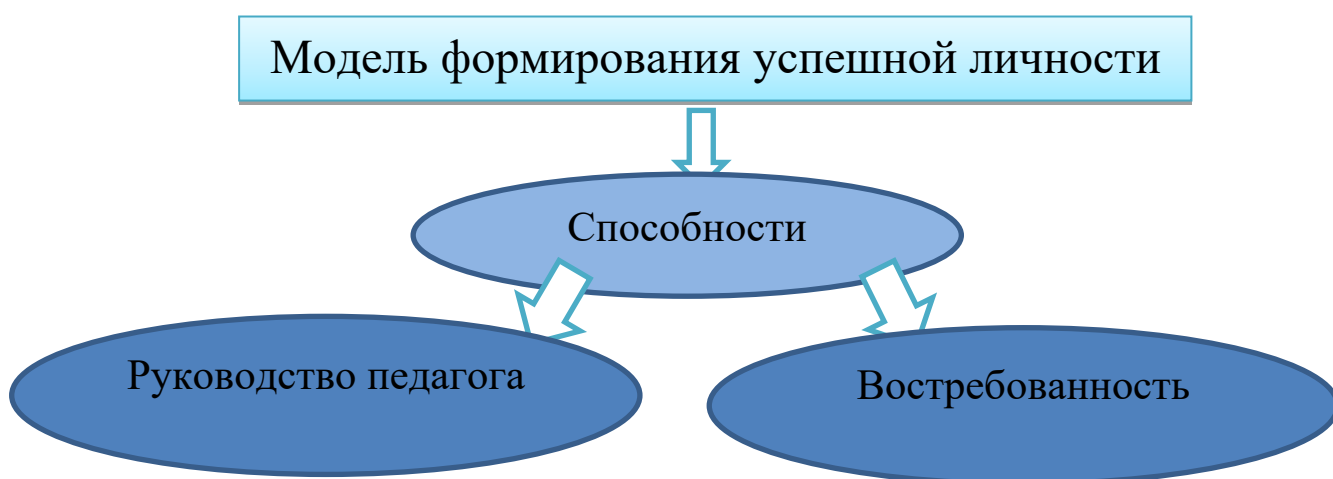 Модель формирования успешной личности
Способности
Руководство педагога
Востребованность